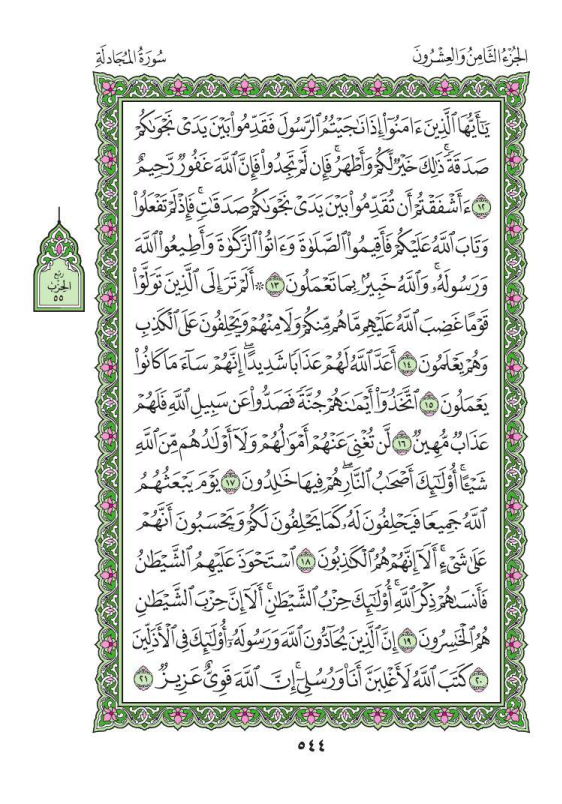 الجُزْءُ الثَّامِنُ وَالعِشْرُونَ
سُورَةُ المُجَادلَةِ
يَٰٓأَيُّهَا ٱلَّذِينَ ءَامَنُوٓاْ إِذَا نَٰجَيۡتُمُ ٱلرَّسُولَ فَقَدِّمُواْ بَيۡنَ يَدَيۡ نَجۡوَىٰكُمۡ
صَدَقَةٗۚ ذَٰلِكَ خَيۡرٞ لَّكُمۡ وَأَطۡهَرُۚ فَإِن لَّمۡ تَجِدُواْ فَإِنَّ ٱللَّهَ غَفُورٞ رَّحِيمٌ
١٢ ءَأَشۡفَقۡتُمۡ أَن تُقَدِّمُواْ بَيۡنَ يَدَيۡ نَجۡوَىٰكُمۡ صَدَقَٰتٖۚ فَإِذۡ لَمۡ تَفۡعَلُواْ
وَتَابَ ٱللَّهُ عَلَيۡكُمۡ فَأَقِيمُواْ ٱلصَّلَوٰةَ وَءَاتُواْ ٱلزَّكَوٰةَ وَأَطِيعُواْ ٱللَّهَ
وَرَسُولَهُۥۚ وَٱللَّهُ خَبِيرُۢ بِمَا تَعۡمَلُونَ ١٣ ۞ أَلَمۡ تَرَ إِلَى ٱلَّذِينَ تَوَلَّوۡاْ
قَوۡمًا غَضِبَ ٱللَّهُ عَلَيۡهِم مَّا هُم مِّنكُمۡ وَلَا مِنۡهُمۡ وَيَحۡلِفُونَ عَلَى ٱلۡكَذِبِ
وَهُمۡ يَعۡلَمُونَ ١٤ أَعَدَّ ٱللَّهُ لَهُمۡ عَذَابٗا شَدِيدًاۖ إِنَّهُمۡ سَآءَ مَا كَانُواْ
يَعۡمَلُونَ ١٥ ٱتَّخَذُوٓاْ أَيۡمَٰنَهُمۡ جُنَّةٗ فَصَدُّواْ عَن سَبِيلِ ٱللَّهِ فَلَهُمۡ
عَذَابٞ مُّهِينٞ ١٦ لَّن تُغۡنِيَ عَنۡهُمۡ أَمۡوَٰلُهُمۡ وَلَآ أَوۡلَٰدُهُم مِّنَ ٱللَّهِ
شَيۡـًٔاۚ أُوْلَٰٓئِكَ أَصۡحَٰبُ ٱلنَّارِۖ هُمۡ فِيهَا خَٰلِدُونَ ١٧ يَوۡمَ يَبۡعَثُهُمُ
ٱللَّهُ جَمِيعٗا فَيَحۡلِفُونَ لَهُۥ كَمَا يَحۡلِفُونَ لَكُمۡ وَيَحۡسَبُونَ أَنَّهُمۡ
عَلَىٰ شَيۡءٍۚ أَلَآ إِنَّهُمۡ هُمُ ٱلۡكَٰذِبُونَ ١٨ ٱسۡتَحۡوَذَ عَلَيۡهِمُ ٱلشَّيۡطَٰنُ
فَأَنسَىٰهُمۡ ذِكۡرَ ٱللَّهِۚ أُوْلَٰٓئِكَ حِزۡبُ ٱلشَّيۡطَٰنِۚ أَلَآ إِنَّ حِزۡبَ ٱلشَّيۡطَٰنِ
هُمُ ٱلۡخَٰسِرُونَ ١٩ إِنَّ ٱلَّذِينَ يُحَآدُّونَ ٱللَّهَ وَرَسُولَهُۥٓ أُوْلَٰٓئِكَ فِي ٱلۡأَذَلِّينَ
٢٠ كَتَبَ ٱللَّهُ لَأَغۡلِبَنَّ أَنَا۠ وَرُسُلِيٓۚ إِنَّ ٱللَّهَ قَوِيٌّ عَزِيزٞ ٢١
ربع
الحزب
٥٥
٥٤٤